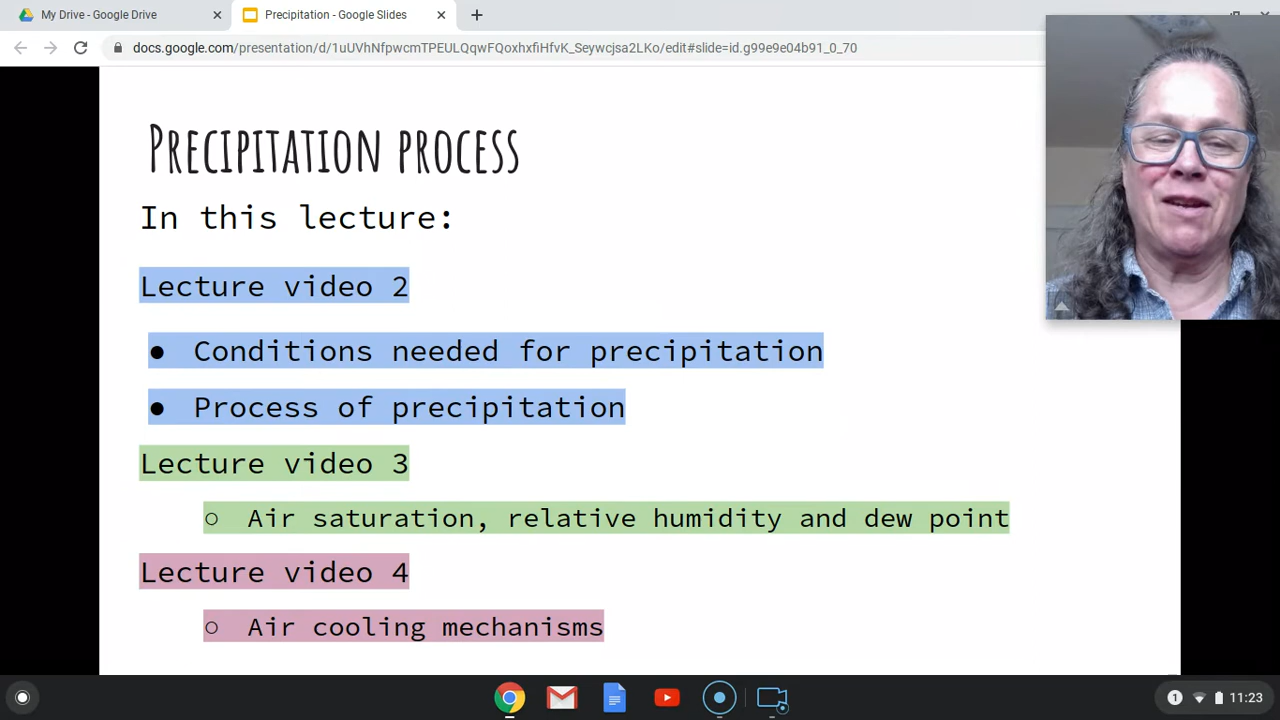 My Drive - Google Drive
Precipitation - Google Slides
docs.google.com/presentation/d/1uUVhNfpwcmTPEULQqwFQoxhxfiHfvK_Seywcjsa2LKo/edit#slide=id.g99e9e04b91_0_70
Precipitation process
In this lecture:
Lecture video 2
● Conditions needed for precipitation
● Process of precipitation
Lecture video 3
○ Air saturation, relative humidity and dew point
Lecture video 4
○ Air cooling mechanisms
1
11:23